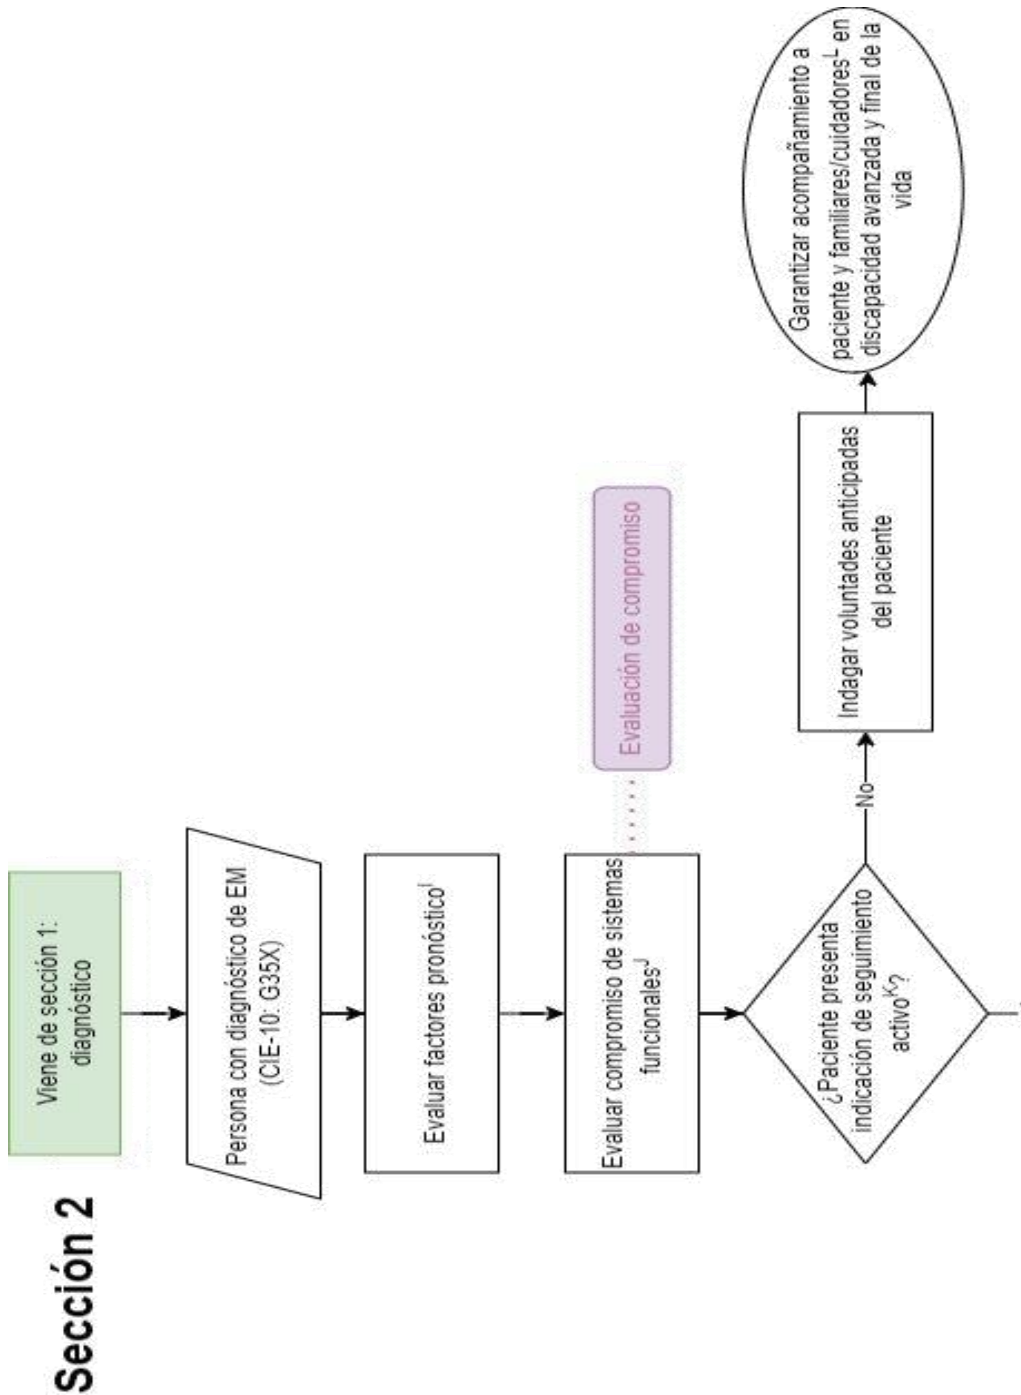 Sección 2
Viene de sección 1:
diagnóstico
Persona con diagnóstico de EM
(CIE-10: G35X)
Evaluar factores pronóstico^I
Evaluar compromiso de sistemas
funcionales^J
Evaluación de compromiso
¿Paciente presenta
indicación de seguimiento
activo^K?
No
Indagar voluntades anticipadas
del paciente
Garantizar acompañamiento a
paciente y familiares/cuidadores^L en
discapacidad avanzada y final de la
vida